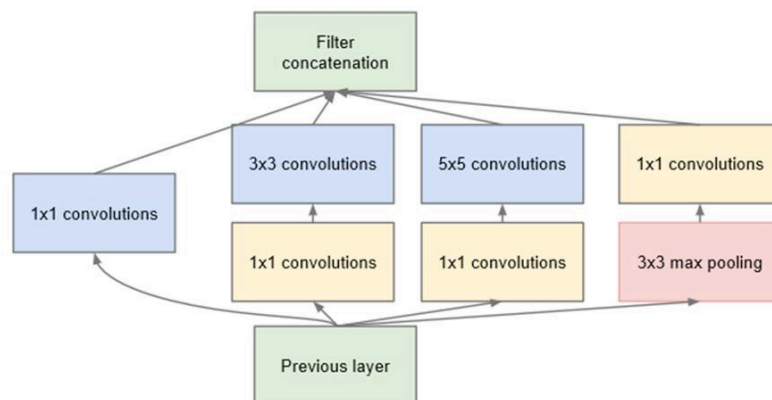 Filter
concatenation
3x3 convolutions
5x5 convolutions
1x1 convolutions
1x1 convolutions
1x1 convolutions
1x1 convolutions
3x3 max pooling
Previous layer